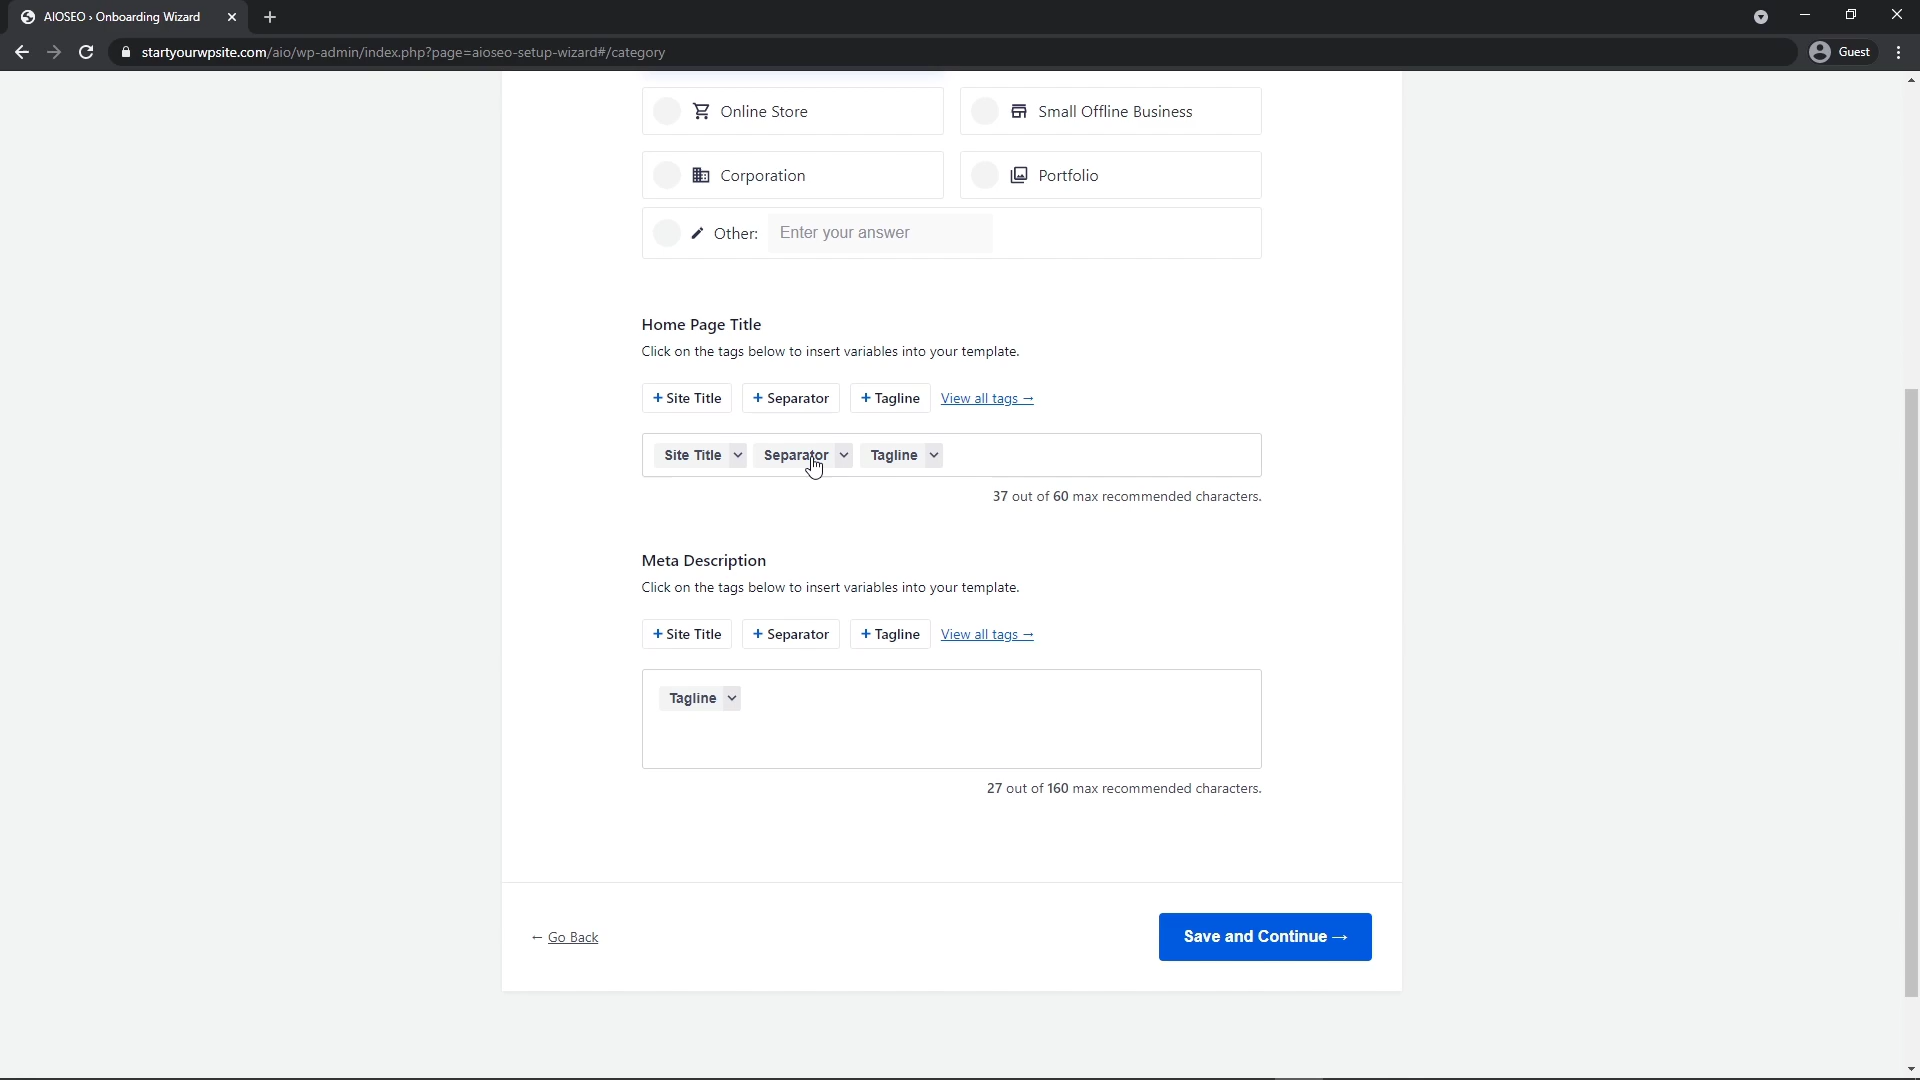 AIOSEO › Onboarding Wizard
startyourwpsite.com/aio/wp-admin/index.php?page=aioseo-setup-wizard#/category
Guest
Online Store
Small Offline Business
Corporation
Portfolio
Other: Enter your answer
Home Page Title
Click on the tags below to insert variables into your template.
+ Site Title + Separator + Tagline View all tags →
Site Title Separator Tagline
37 out of 60 max recommended characters.
Meta Description
Click on the tags below to insert variables into your template.
+ Site Title + Separator + Tagline View all tags →
Tagline
27 out of 160 max recommended characters.
← Go Back
Save and Continue →